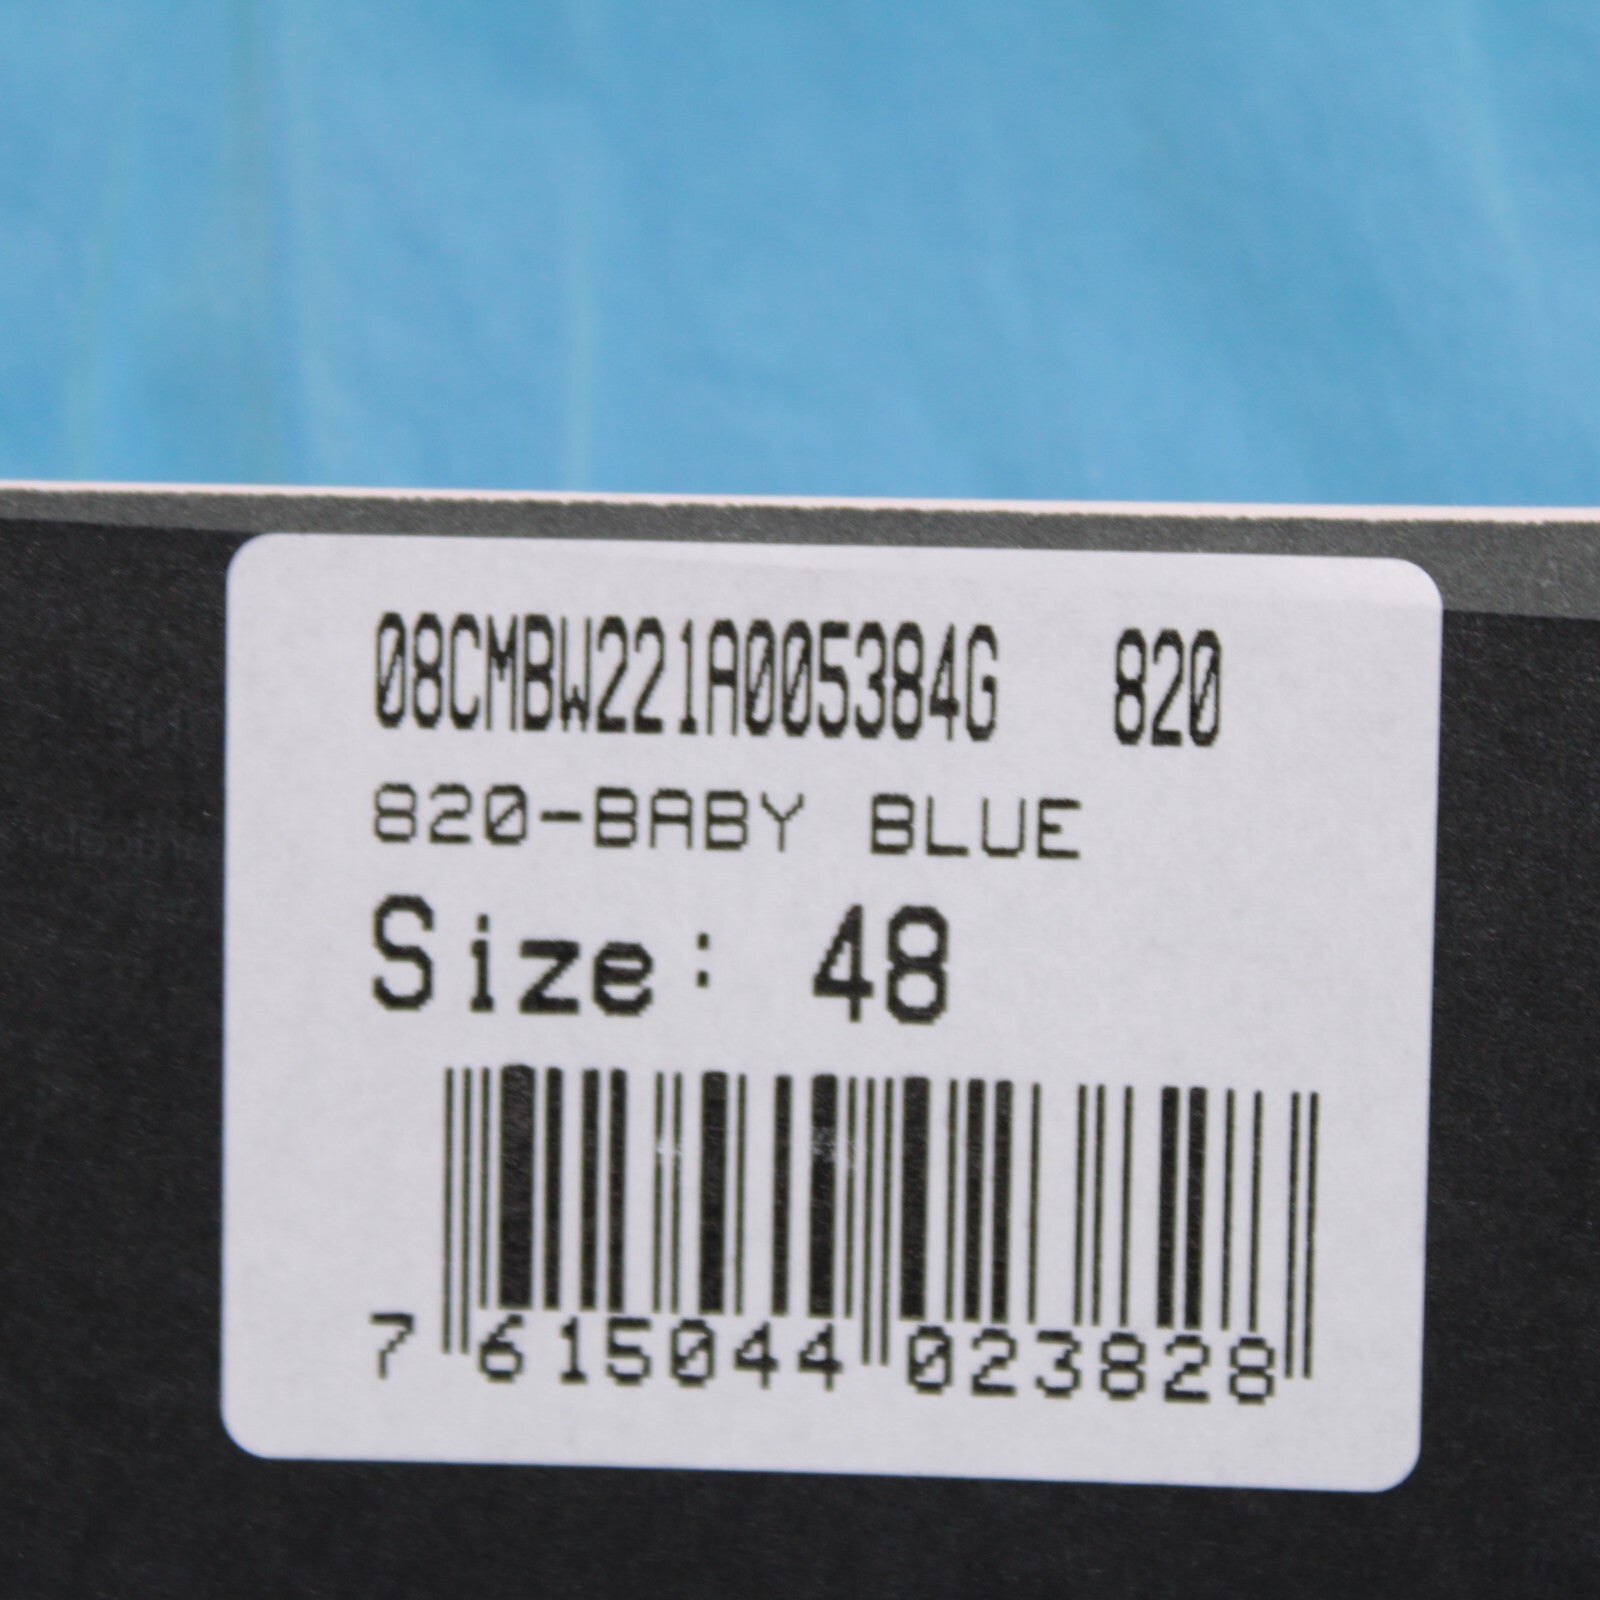 08CMBW221A005384G 820
820-BABY BLUE
Size: 48
7 615044 023828